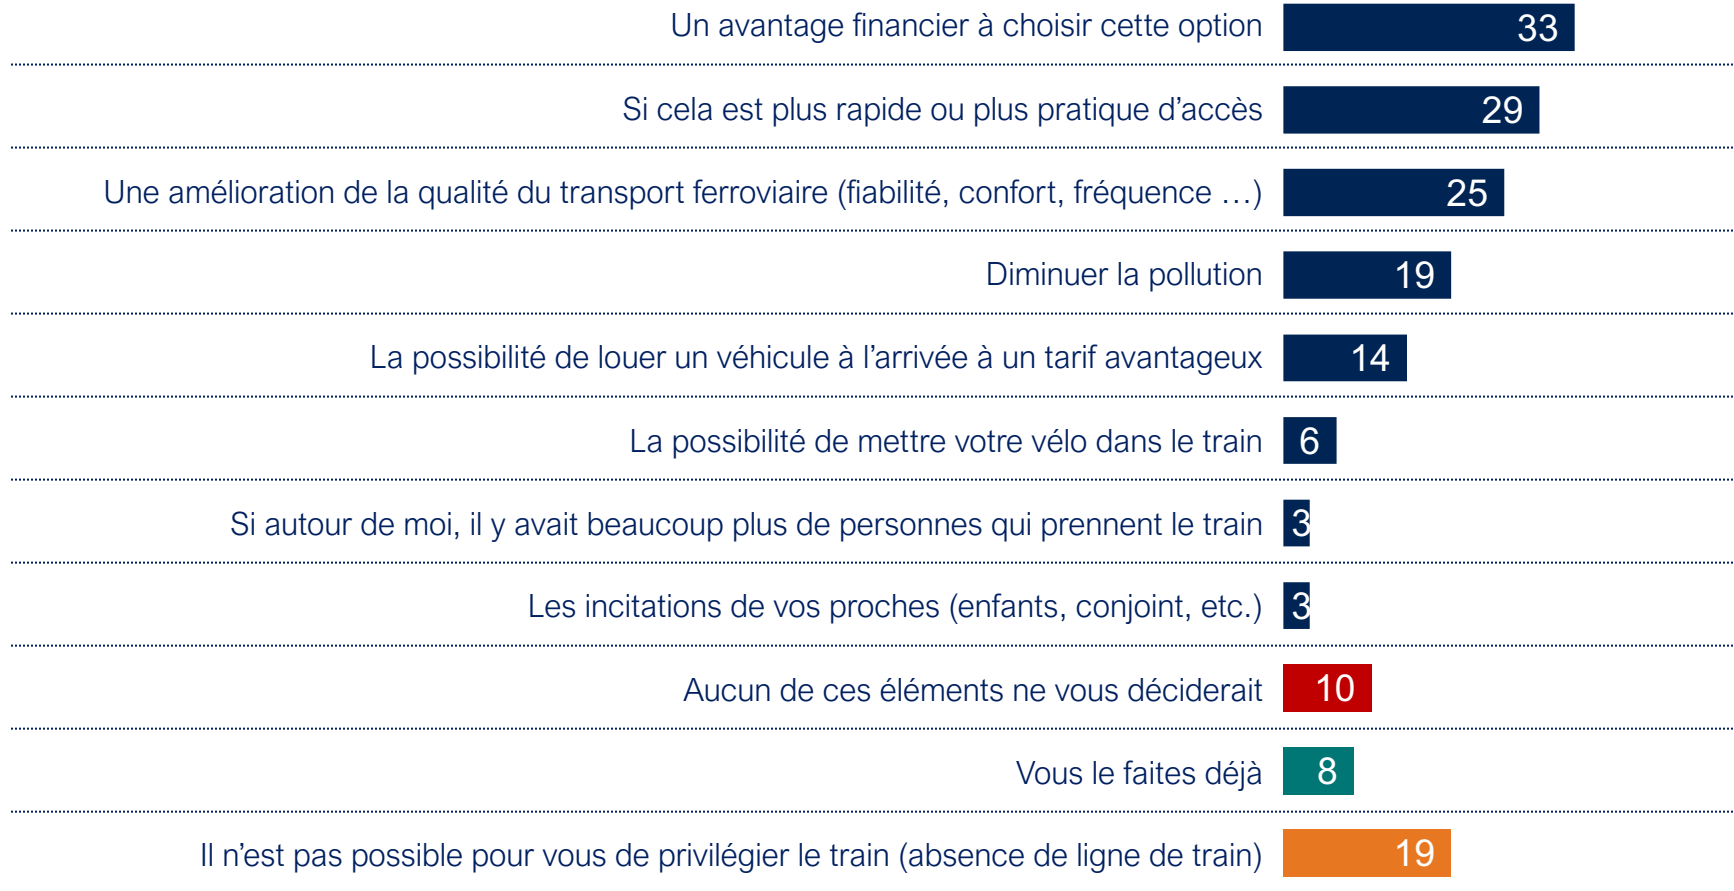 Un avantage financier à choisir cette option 33
Si cela est plus rapide ou plus pratique d’accès 29
Une amélioration de la qualité du transport ferroviaire (fiabilité, confort, fréquence …) 25
Diminuer la pollution 19
La possibilité de louer un véhicule à l’arrivée à un tarif avantageux 14
La possibilité de mettre votre vélo dans le train 6
Si autour de moi, il y avait beaucoup plus de personnes qui prennent le train 3
Les incitations de vos proches (enfants, conjoint, etc.) 3
Aucun de ces éléments ne vous déciderait 10
Vous le faites déjà 8
Il n’est pas possible pour vous de privilégier le train (absence de ligne de train) 19